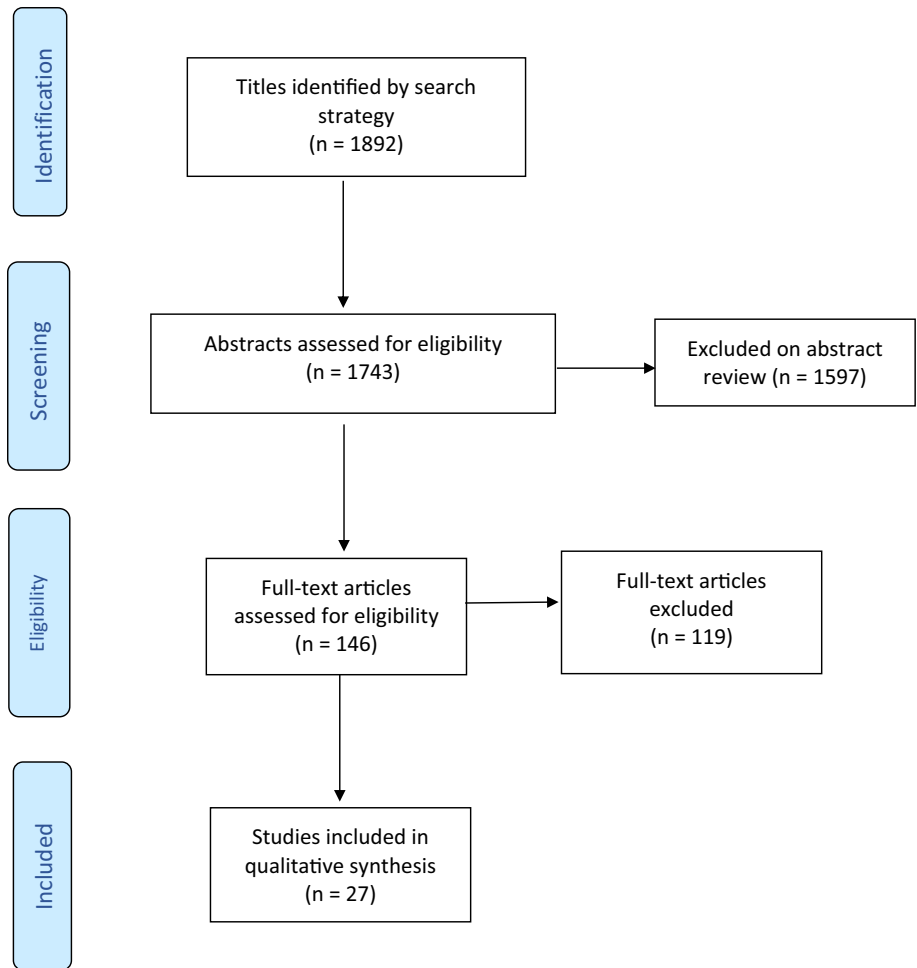 Identification
Titles identified by search
strategy
(n = 1892)
Screening
Abstracts assessed for eligibility
(n = 1743)
Excluded on abstract
review (n = 1597)
Eligibility
Full-text articles
assessed for eligibility
(n = 146)
Full-text articles
excluded
(n = 119)
Included
Studies included in
qualitative synthesis
(n = 27)